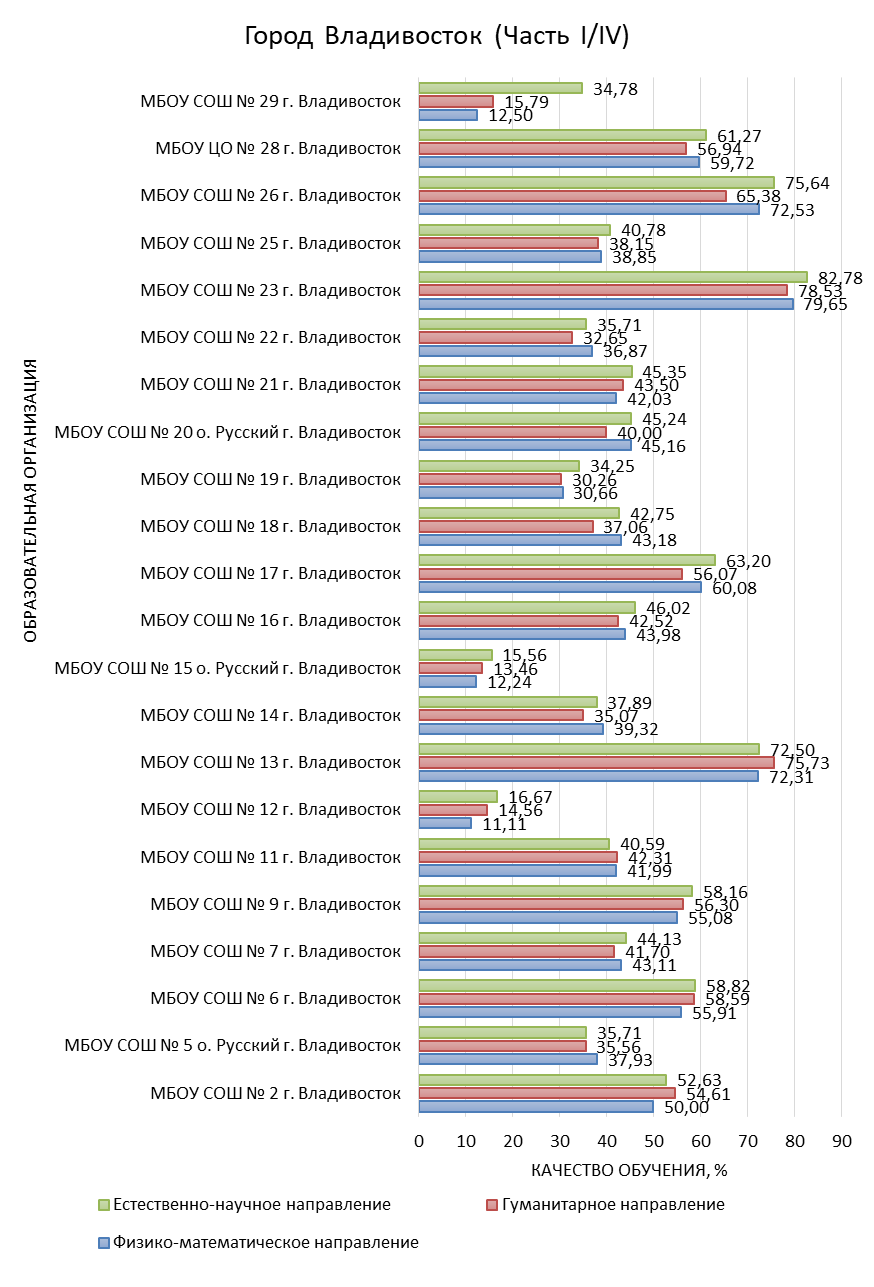 Город Владивосток (Часть I/IV)
ОБРАЗОВАТЕЛЬНАЯ ОРГАНИЗАЦИЯ
МБОУ СОШ № 29 г. Владивосток
34,78
15,79
12,50
МБОУ ЦО № 28 г. Владивосток
61,27
56,94
59,72
МБОУ СОШ № 26 г. Владивосток
75,64
65,38
72,53
МБОУ СОШ № 25 г. Владивосток
40,78
38,15
38,85
МБОУ СОШ № 23 г. Владивосток
82,78
78,53
79,65
МБОУ СОШ № 22 г. Владивосток
35,71
32,65
36,87
МБОУ СОШ № 21 г. Владивосток
45,35
43,50
42,03
МБОУ СОШ № 20 о. Русский г. Владивосток
45,24
40,00
45,16
МБОУ СОШ № 19 г. Владивосток
34,25
30,26
30,66
МБОУ СОШ № 18 г. Владивосток
42,75
37,06
43,18
МБОУ СОШ № 17 г. Владивосток
63,20
56,07
60,08
МБОУ СОШ № 16 г. Владивосток
46,02
42,52
43,98
МБОУ СОШ № 15 о. Русский г. Владивосток
15,56
13,46
12,24
МБОУ СОШ № 14 г. Владивосток
37,89
35,07
39,32
МБОУ СОШ № 13 г. Владивосток
72,50
75,73
72,31
МБОУ СОШ № 12 г. Владивосток
16,67
14,56
11,11
МБОУ СОШ № 11 г. Владивосток
40,59
42,31
41,99
МБОУ СОШ № 9 г. Владивосток
58,16
56,30
55,08
МБОУ СОШ № 7 г. Владивосток
44,13
41,70
43,11
МБОУ СОШ № 6 г. Владивосток
58,82
58,59
55,91
МБОУ СОШ № 5 о. Русский г. Владивосток
35,71
35,56
37,93
МБОУ СОШ № 2 г. Владивосток
52,63
54,61
50,00
0 10 20 30 40 50 60 70 80 90
КАЧЕСТВО ОБУЧЕНИЯ, %
Естественно-научное направление Гуманитарное направление
Физико-математическое направление